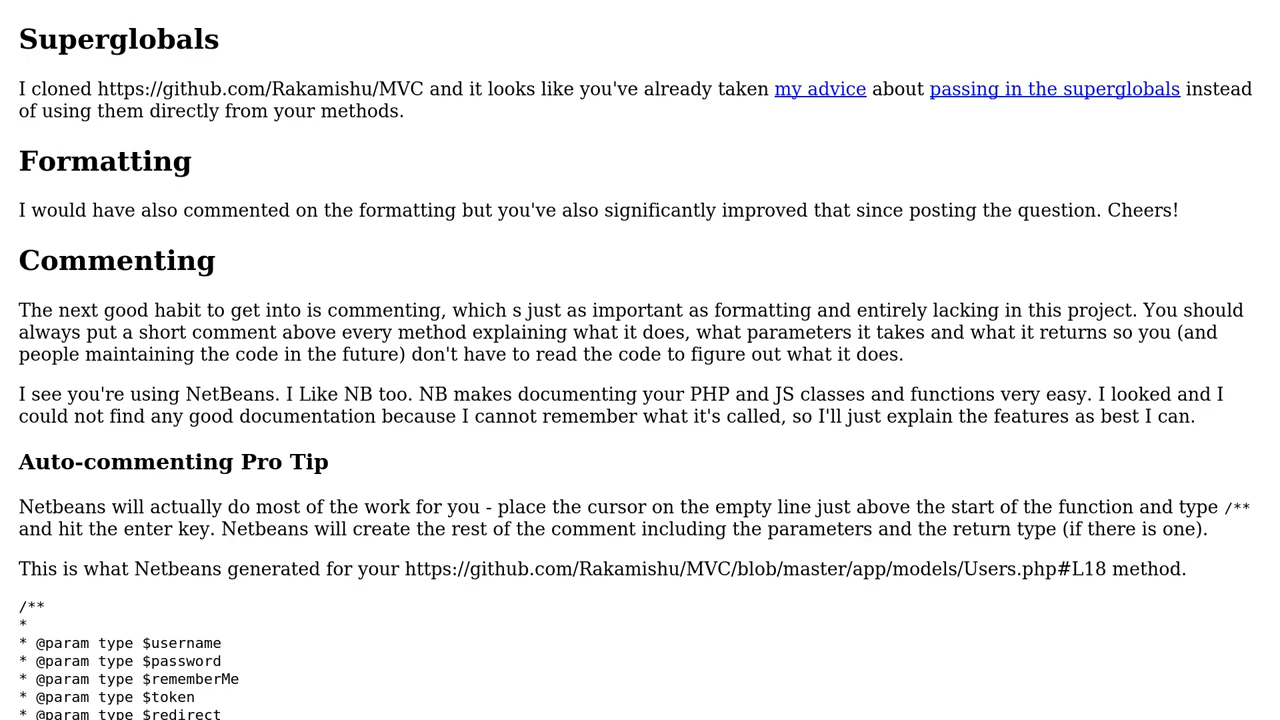 Superglobals
I cloned https://github.com/Rakamishu/MVC and it looks like you've already taken my advice about passing in the superglobals instead
of using them directly from your methods.
Formatting
I would have also commented on the formatting but you've also significantly improved that since posting the question. Cheers!
Commenting
The next good habit to get into is commenting, which s just as important as formatting and entirely lacking in this project. You should
always put a short comment above every method explaining what it does, what parameters it takes and what it returns so you (and
people maintaining the code in the future) don't have to read the code to figure out what it does.
I see you're using NetBeans. I Like NB too. NB makes documenting your PHP and JS classes and functions very easy. I looked and I
could not find any good documentation because I cannot remember what it's called, so I'll just explain the features as best I can.
Auto-commenting Pro Tip
Netbeans will actually do most of the work for you - place the cursor on the empty line just above the start of the function and type /**
and hit the enter key. Netbeans will create the rest of the comment including the parameters and the return type (if there is one).
This is what Netbeans generated for your https://github.com/Rakamishu/MVC/blob/master/app/models/Users.php#L18 method.
/**
*
* @param type $username
* @param type $password
* @param type $rememberMe
* @param type $token
* @param type $redirect